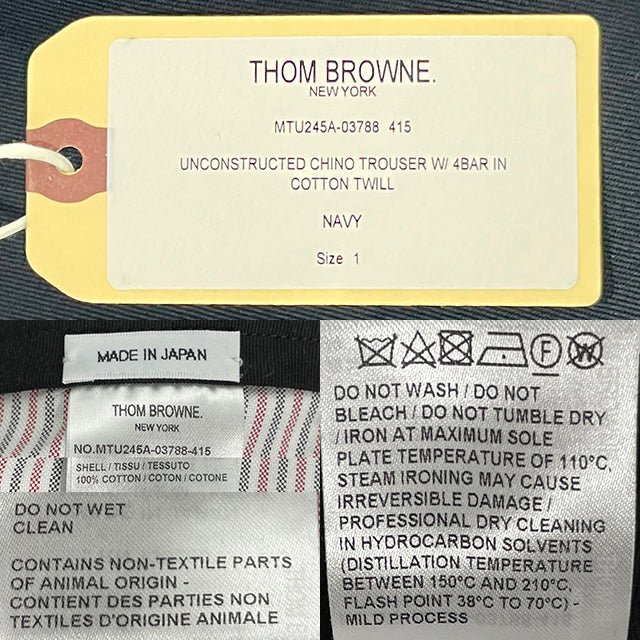 THOM BROWNE.
NEW YORK
MTU245A-03788 415
UNCONSTRUCTED CHINO TROUSER W/ 4BAR IN
COTTON TWILL
NAVY
Size 1
MADE IN JAPAN
THOM BROWNE.
NEW YORK
NO.MTU245A-03788-415
SHELL / TISSU / TESSUTO
100% COTTON / COTON / COTONE
DO NOT WET
CLEAN
CONTAINS NON-TEXTILE PARTS
OF ANIMAL ORIGIN -
CONTIENT DES PARTIES NON
TEXTILES D'ORIGINE ANIMALE
F W
DO NOT WASH / DO NOT
BLEACH / DO NOT TUMBLE DRY
/ IRON AT MAXIMUM SOLE
PLATE TEMPERATURE OF 110°C,
STEAM IRONING MAY CAUSE
IRREVERSIBLE DAMAGE /
PROFESSIONAL DRY CLEANING
IN HYDROCARBON SOLVENTS
(DISTILLATION TEMPERATURE
BETWEEN 150°C AND 210°C,
FLASH POINT 38°C TO 70°C) -
MILD PROCESS